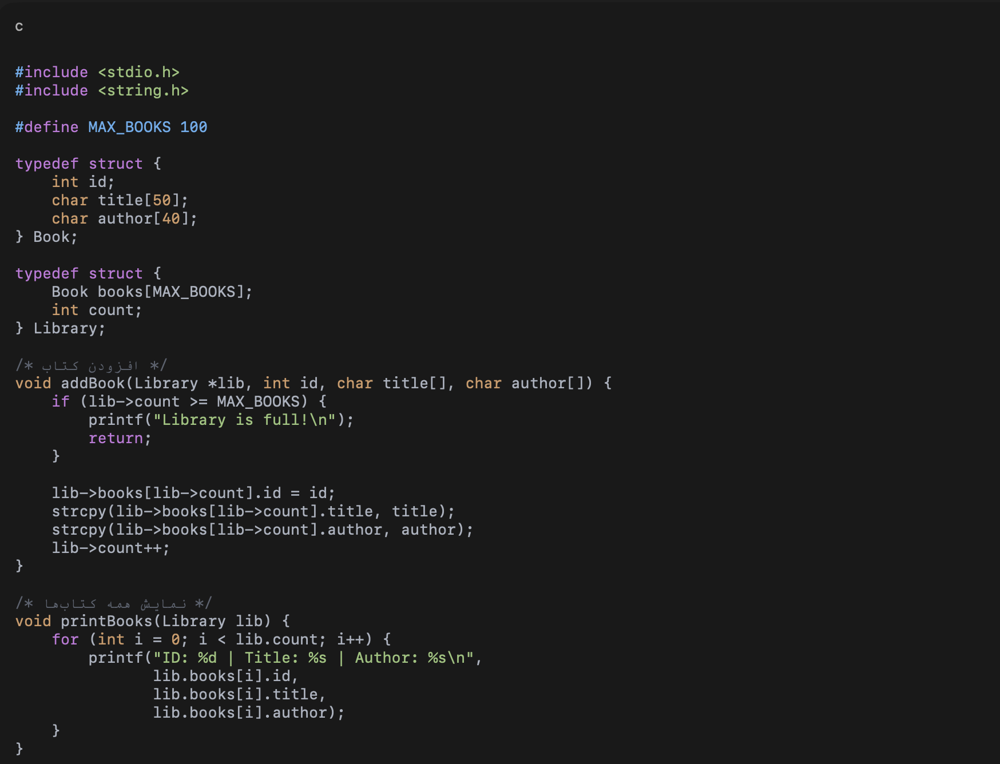 c
#include <stdio.h>
#include <string.h>
#define MAX_BOOKS 100
typedef struct {
    int id;
    char title[50];
    char author[40];
} Book;
typedef struct {
    Book books[MAX_BOOKS];
    int count;
} Library;
/* افزودن کتاب */
void addBook(Library *lib, int id, char title[], char author[]) {
    if (lib->count >= MAX_BOOKS) {
        printf("Library is full!\n");
        return;
    }
    lib->books[lib->count].id = id;
    strcpy(lib->books[lib->count].title, title);
    strcpy(lib->books[lib->count].author, author);
    lib->count++;
}
/* نمایش همه کتاب‌ها */
void printBooks(Library lib) {
    for (int i = 0; i < lib.count; i++) {
        printf("ID: %d | Title: %s | Author: %s\n",
               lib.books[i].id,
               lib.books[i].title,
               lib.books[i].author);
    }
}